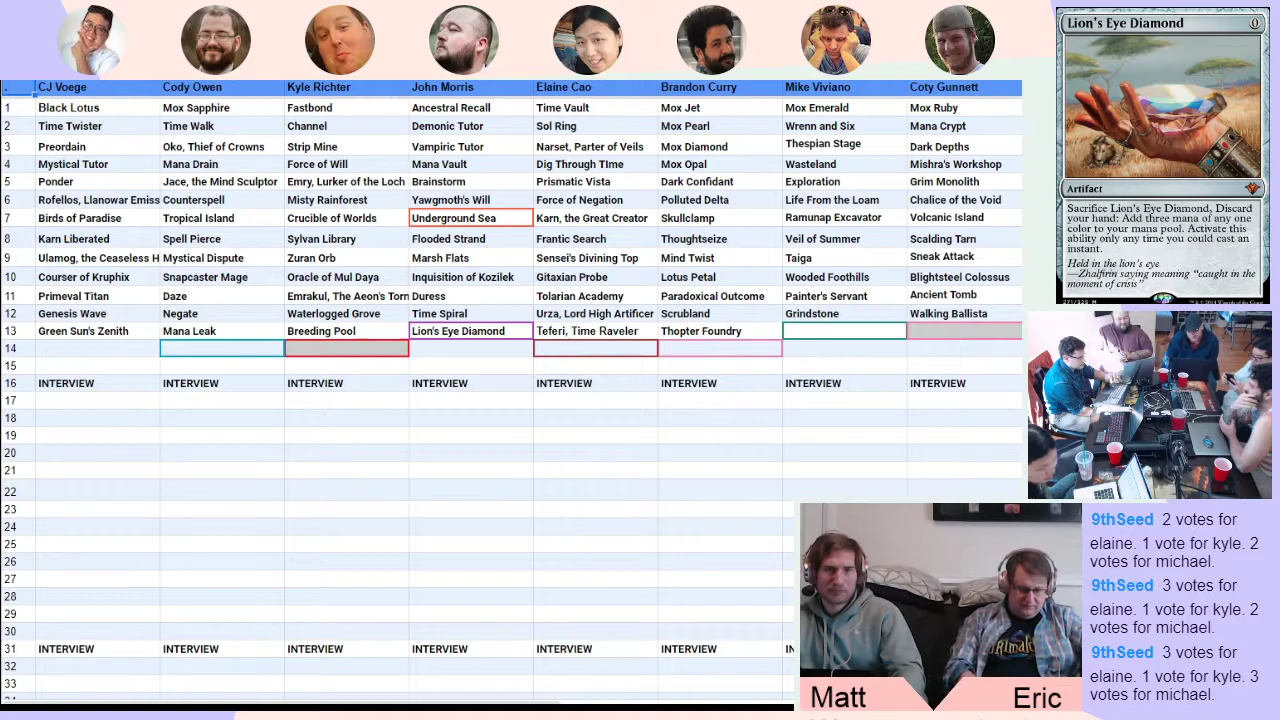 . CJ Voege Cody Owen Kyle Richter John Morris Elaine Cao Brandon Curry Mike Viviano Coty Gunnett
1 Black Lotus Mox Sapphire Fastbond Ancestral Recall Time Vault Mox Jet Mox Emerald Mox Ruby
2 Time Twister Time Walk Channel Demonic Tutor Sol Ring Mox Pearl Wrenn and Six Mana Crypt
3 Preordain Oko, Thief of Crowns Strip Mine Vampiric Tutor Narset, Parter of Veils Mox Diamond Thespian Stage Dark Depths
4 Mystical Tutor Mana Drain Force of Will Mana Vault Dig Through TIme Mox Opal Wasteland Mishra's Workshop
5 Ponder Jace, the Mind Sculptor Emry, Lurker of the Loch Brainstorm Prismatic Vista Dark Confidant Exploration Grim Monolith
6 Rofellos, Llanowar Emiss Counterspell Misty Rainforest Yawgmoth's Will Force of Negation Polluted Delta Life From the Loam Chalice of the Void
7 Birds of Paradise Tropical Island Crucible of Worlds Underground Sea Karn, the Great Creator Skullclamp Ramunap Excavator Volcanic Island
8 Karn Liberated Spell Pierce Sylvan Library Flooded Strand Frantic Search Thoughtseize Veil of Summer Scalding Tarn
9 Ulamog, the Ceaseless H Mystical Dispute Zuran Orb Marsh Flats Sensei's Divining Top Mind Twist Taiga Sneak Attack
10 Courser of Kruphix Snapcaster Mage Oracle of Mul Daya Inquisition of Kozilek Gitaxian Probe Lotus Petal Wooded Foothills Blightsteel Colossus
11 Primeval Titan Daze Emrakul, The Aeon's Torn Duress Tolarian Academy Paradoxical Outcome Painter's Servant Ancient Tomb
12 Genesis Wave Negate Waterlogged Grove Time Spiral Urza, Lord High Artificer Scrubland Grindstone Walking Ballista
13 Green Sun's Zenith Mana Leak Breeding Pool Lion's Eye Diamond Teferi, Time Raveler Thopter Foundry
14
15
16 INTERVIEW INTERVIEW INTERVIEW INTERVIEW INTERVIEW INTERVIEW INTERVIEW INTERVIEW
17
18
19
20
21
22
23
24
25
26
27
28
29
30
31 INTERVIEW INTERVIEW INTERVIEW INTERVIEW INTERVIEW INTERVIEW IN
32
33
Lion's Eye Diamond 0
Artifact
Sacrifice Lion's Eye Diamond, Discard
your hand: Add three mana of any one
color to your mana pool. Activate this
ability only any time you could cast an
instant.
Held in the lion's eye
—Zhalfirin saying meaning "caught in the
moment of crisis"
271/325 M
Matt Eric
9thSeed 2 votes for
elaine. 1 vote for kyle. 2
votes for michael.
9thSeed 3 votes for
elaine. 1 vote for kyle. 2
votes for michael.
9thSeed 3 votes for
elaine. 1 vote for kyle. 3
votes for michael.